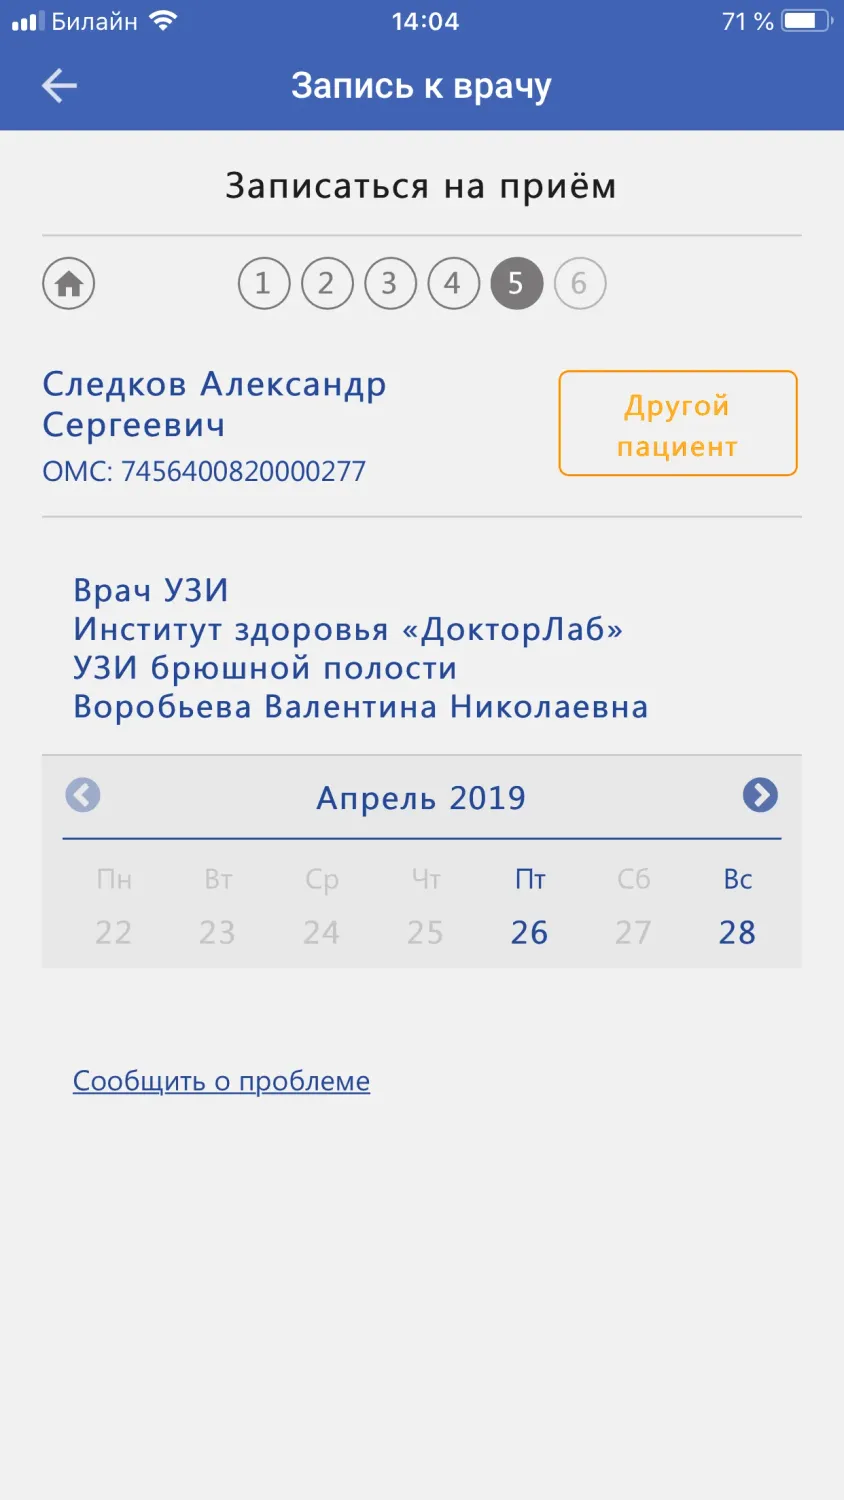 Билайн 14:04 71 %
Запись к врачу
Записаться на приём
1 2 3 4 5 6
Следков Александр
Сергеевич
ОМС: 7456400820000277
Другой
пациент
Врач УЗИ
Институт здоровья «ДокторЛаб»
УЗИ брюшной полости
Воробьева Валентина Николаевна
Апрель 2019
Пн Вт Ср Чт Пт Сб Вс
22 23 24 25 26 27 28
Сообщить о проблеме